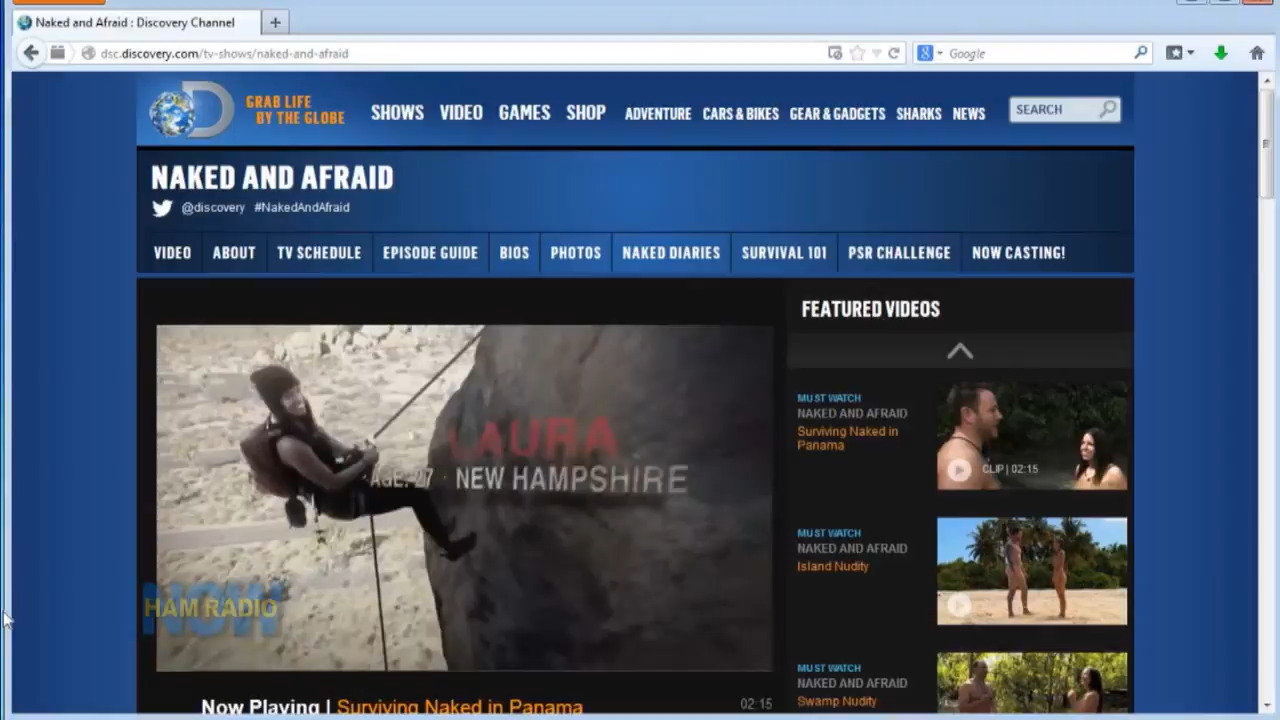 Naked and Afraid : Discovery Channel
dsc.discovery.com/tv-shows/naked-and-afraid
Google
GRAB LIFE
BY THE GLOBE
SHOWS VIDEO GAMES SHOP ADVENTURE CARS & BIKES GEAR & GADGETS SHARKS NEWS
SEARCH
NAKED AND AFRAID
@discovery #NakedAndAfraid
VIDEO ABOUT TV SCHEDULE EPISODE GUIDE BIOS PHOTOS NAKED DIARIES SURVIVAL 101 PSR CHALLENGE NOW CASTING!
LAURA
AGE: 27 · NEW HAMPSHIRE
HAM RADIO
NOW
Now Playing | Surviving Naked in Panama
02:15
FEATURED VIDEOS
MUST WATCH
NAKED AND AFRAID
Surviving Naked in
Panama
CLIP | 02:15
MUST WATCH
NAKED AND AFRAID
Island Nudity
MUST WATCH
NAKED AND AFRAID
Swamp Nudity